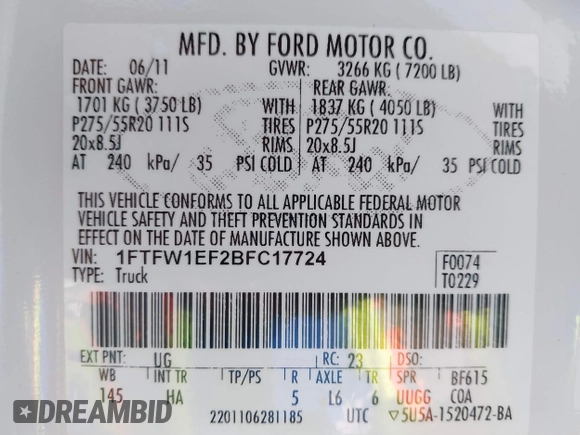 MFD. BY FORD MOTOR CO.
DATE: 06/11 GVWR: 3266 KG ( 7200 LB)
FRONT GAWR: REAR GAWR:
1701 KG ( 3750 LB) WITH 1837 KG ( 4050 LB) WITH
P275/55R20 111S TIRES P275/55R20 111S TIRES
20x8.5J RIMS 20x8.5J RIMS
AT 240 kPa/ 35 PSI COLD AT 240 kPa/ 35 PSI COLD
THIS VEHICLE CONFORMS TO ALL APPLICABLE FEDERAL MOTOR
VEHICLE SAFETY AND THEFT PREVENTION STANDARDS IN
EFFECT ON THE DATE OF MANUFACTURE SHOWN ABOVE.
VIN: 1FTFW1EF2BFC17724 F0074
TYPE: Truck T0229
EXT PNT: UG RC: 23 DSO:
WB INT TR TP/PS R AXLE TR SPR BF615
145 HA 5 L6 6 UUGG COA
2201106281185 UTC ▽5U5A-1520472-BA
AUTOBIDHISTORY